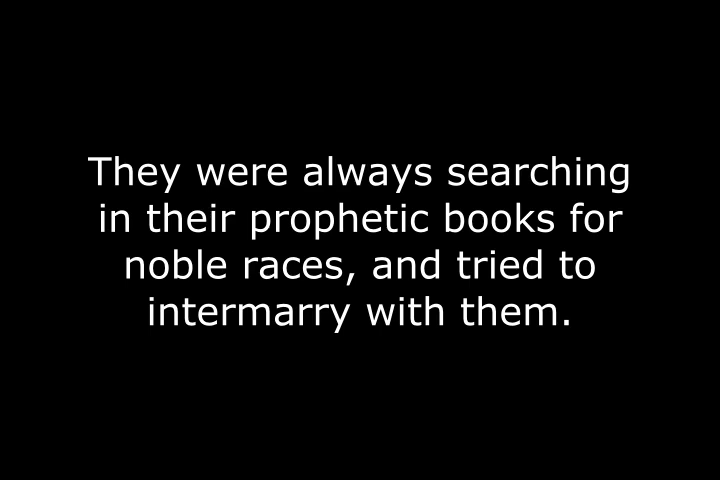 They were always searching
in their prophetic books for
noble races, and tried to
intermarry with them.